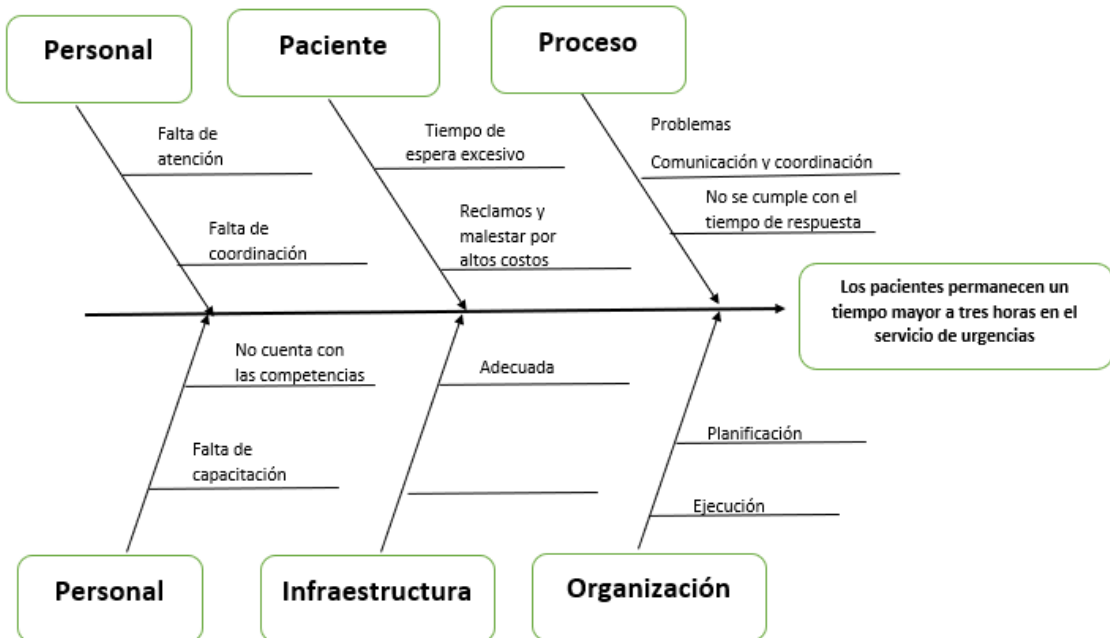 Personal
Paciente
Proceso
Falta de
atención
Falta de
coordinación
Tiempo de
espera excesivo
Reclamos y
malestar por
altos costos
Problemas
Comunicación y coordinación
No se cumple con el
tiempo de respuesta
Los pacientes permanecen un
tiempo mayor a tres horas en el
servicio de urgencias
No cuenta con
las competencias
Falta de
capacitación
Adecuada
Planificación
Ejecución
Personal
Infraestructura
Organización